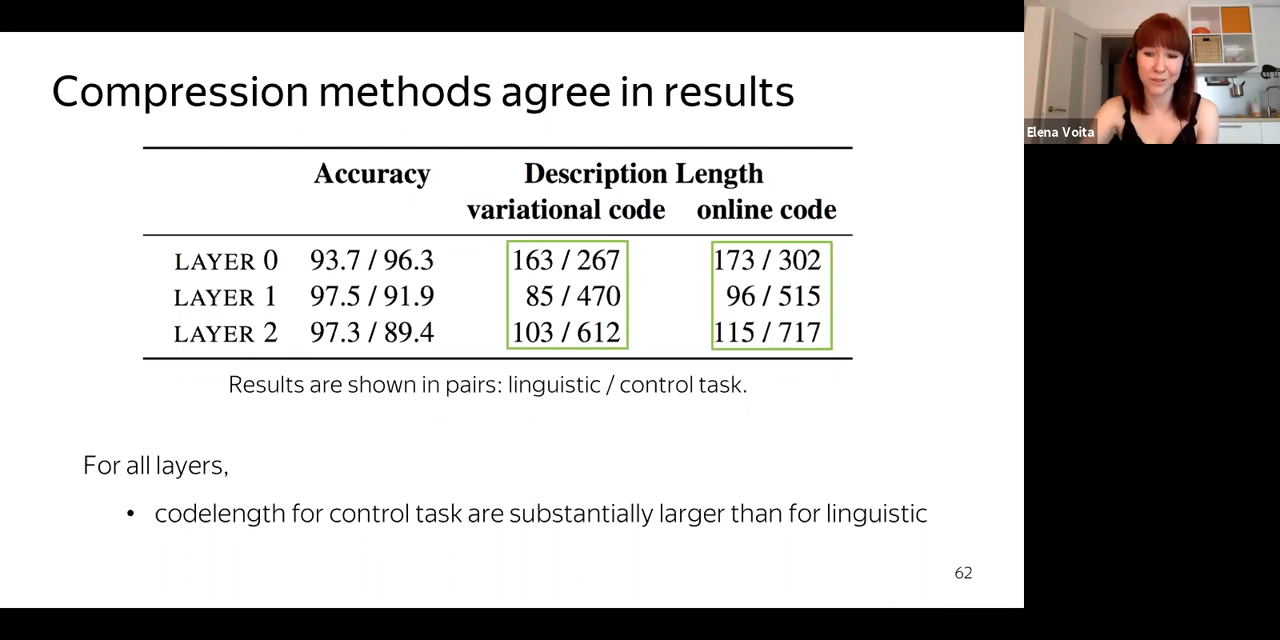 Compression methods agree in results
Accuracy Description Length
variational code online code
LAYER 0 93.7 / 96.3 163 / 267 173 / 302
LAYER 1 97.5 / 91.9 85 / 470 96 / 515
LAYER 2 97.3 / 89.4 103 / 612 115 / 717
Results are shown in pairs: linguistic / control task.
For all layers,
• codelength for control task are substantially larger than for linguistic
62
Elena Voita